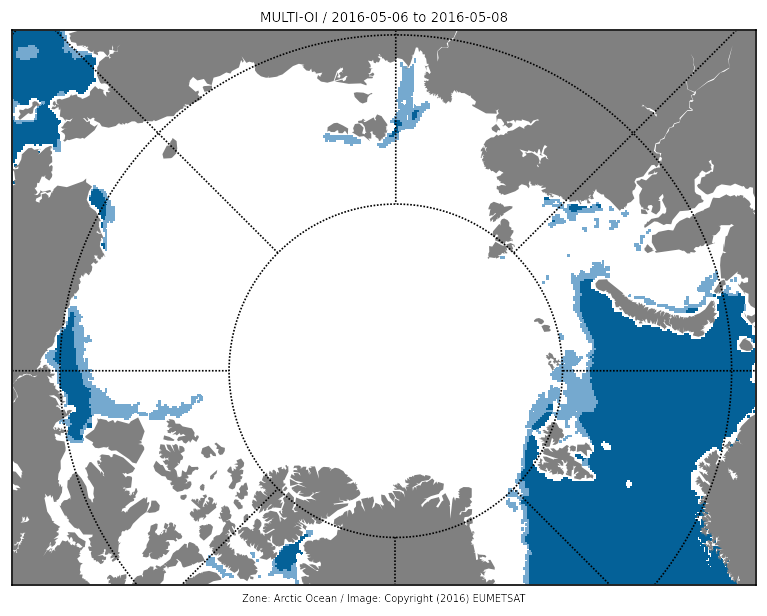 MULTI-OI / 2016-05-06 to 2016-05-08
Zone: Arctic Ocean / Image: Copyright (2016) EUMETSAT